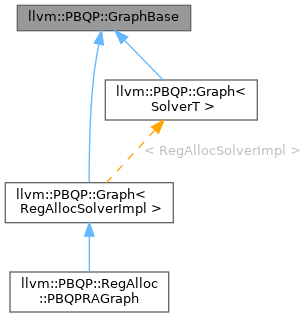 llvm::PBQP::GraphBase
llvm::PBQP::Graph<
SolverT >
< RegAllocSolverImpl >
llvm::PBQP::Graph<
RegAllocSolverImpl >
llvm::PBQP::RegAlloc
::PBQPRAGraph